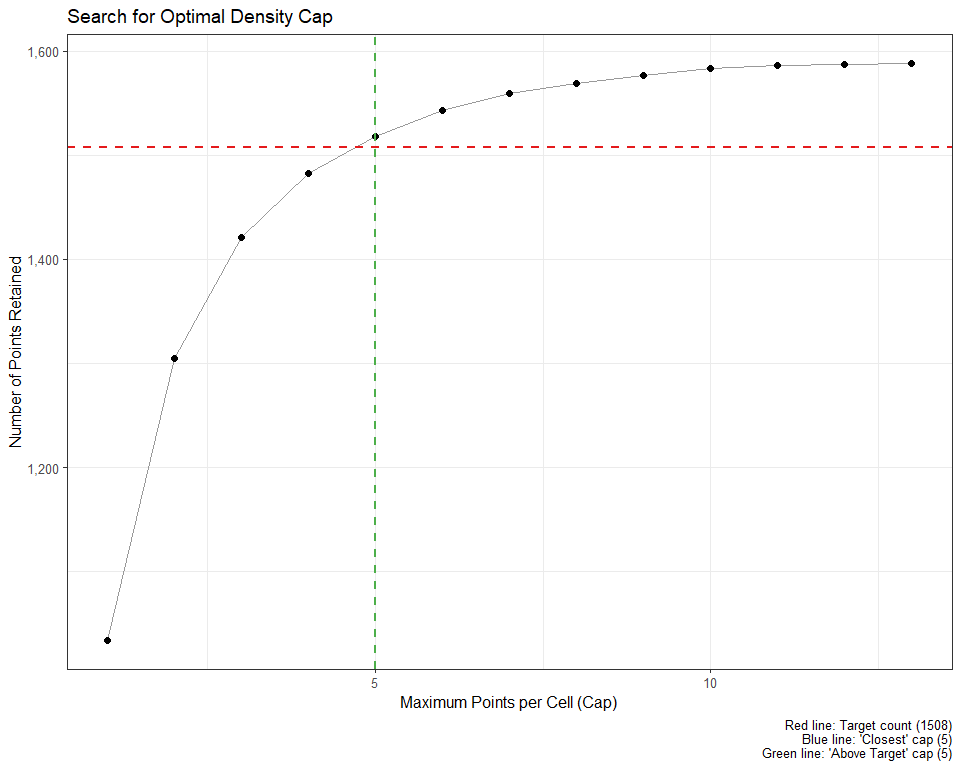 Search for Optimal Density Cap
1,600
1,400
1,200
Number of Points Retained
5
10
Maximum Points per Cell (Cap)
Red line: Target count (1508)
Blue line: 'Closest' cap (5)
Green line: 'Above Target' cap (5)